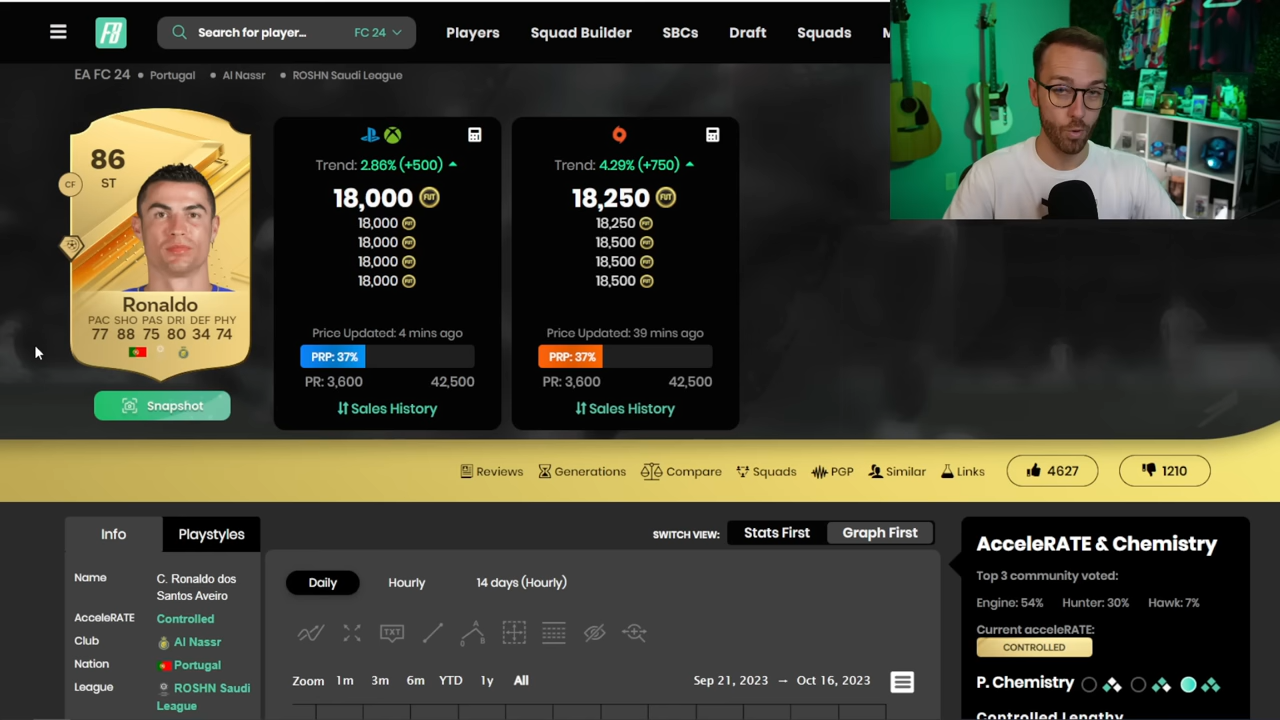 FB
Search for player...
FC 24
Players
Squad Builder
SBCs
Draft
Squads
M
EA FC 24
Portugal
Al Nassr
ROSHN Saudi League
86
ST
CF
Ronaldo
PAC SHO PAS DRI DEF PHY
77 88 75 80 34 74
Snapshot
Trend: 2.86% (+500)
18,000 FUT
18,000
18,000
18,000
18,000
Price Updated: 4 mins ago
PRP: 37%
PR: 3,600
42,500
Sales History
Trend: 4.29% (+750)
18,250 FUT
18,250
18,500
18,500
18,500
Price Updated: 39 mins ago
PRP: 37%
PR: 3,600
42,500
Sales History
Reviews
Generations
Compare
Squads
PGP
Similar
Links
4627
1210
Info
Playstyles
Name
C. Ronaldo dos
Santos Aveiro
AcceleRATE
Controlled
Club
Al Nassr
Nation
Portugal
League
ROSHN Saudi
League
SWITCH VIEW:
Stats First
Graph First
Daily
Hourly
14 days (Hourly)
TXT
A
B
Zoom
1m
3m
6m
YTD
1y
All
Sep 21, 2023 → Oct 16, 2023
AcceleRATE & Chemistry
Top 3 community voted:
Engine: 54%
Hunter: 30%
Hawk: 7%
Current acceleRATE:
CONTROLLED
P. Chemistry
Controlled Lengthy